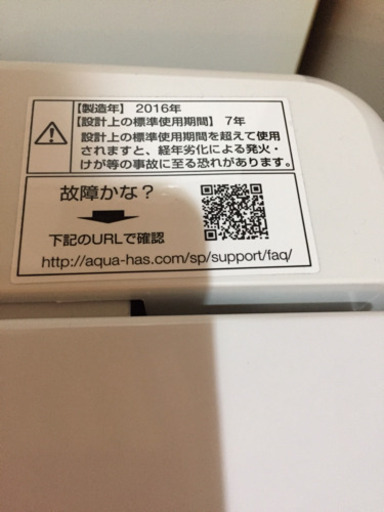 【製造年】 2016年
【設計上の標準使用期間】 7年
設計上の標準使用期間を超えて使用
されますと、経年劣化による発火・
けが等の事故に至る恐れがあります。
故障かな？
下記のURLで確認
http://aqua-has.com/sp/support/faq/